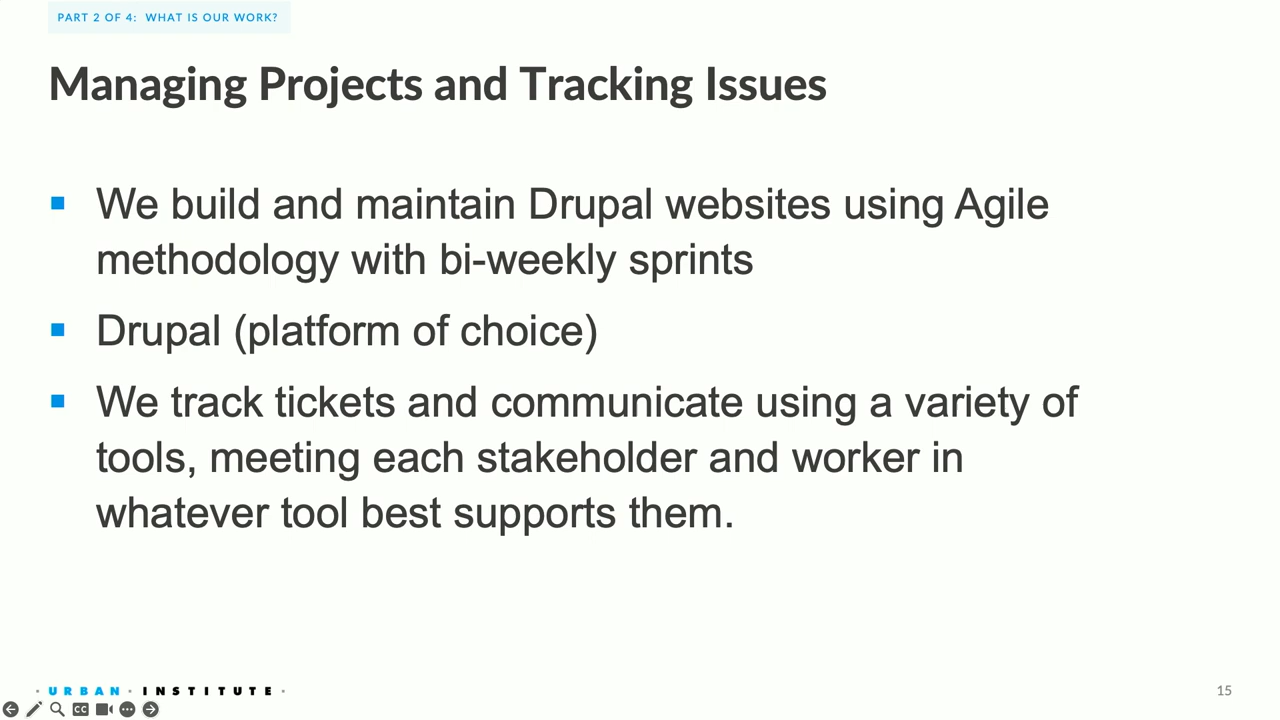 PART 2 OF 4: WHAT IS OUR WORK?
Managing Projects and Tracking Issues
We build and maintain Drupal websites using Agile
methodology with bi-weekly sprints
Drupal (platform of choice)
We track tickets and communicate using a variety of
tools, meeting each stakeholder and worker in
whatever tool best supports them.
· URBAN · INSTITUTE ·
15
CC